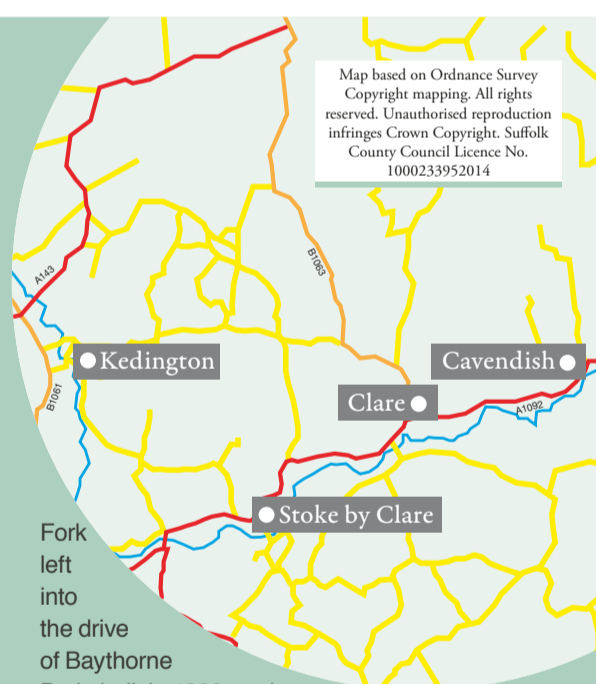 Map based on Ordnance Survey
Copyright mapping. All rights
reserved. Unauthorised reproduction
infringes Crown Copyright. Suffolk
County Council Licence No.
1000233952014
A143
B1063
Kedington
Cavendish
B1061
Clare
A1092
Stoke by Clare
Fork
left
into
the drive
of Baythorne